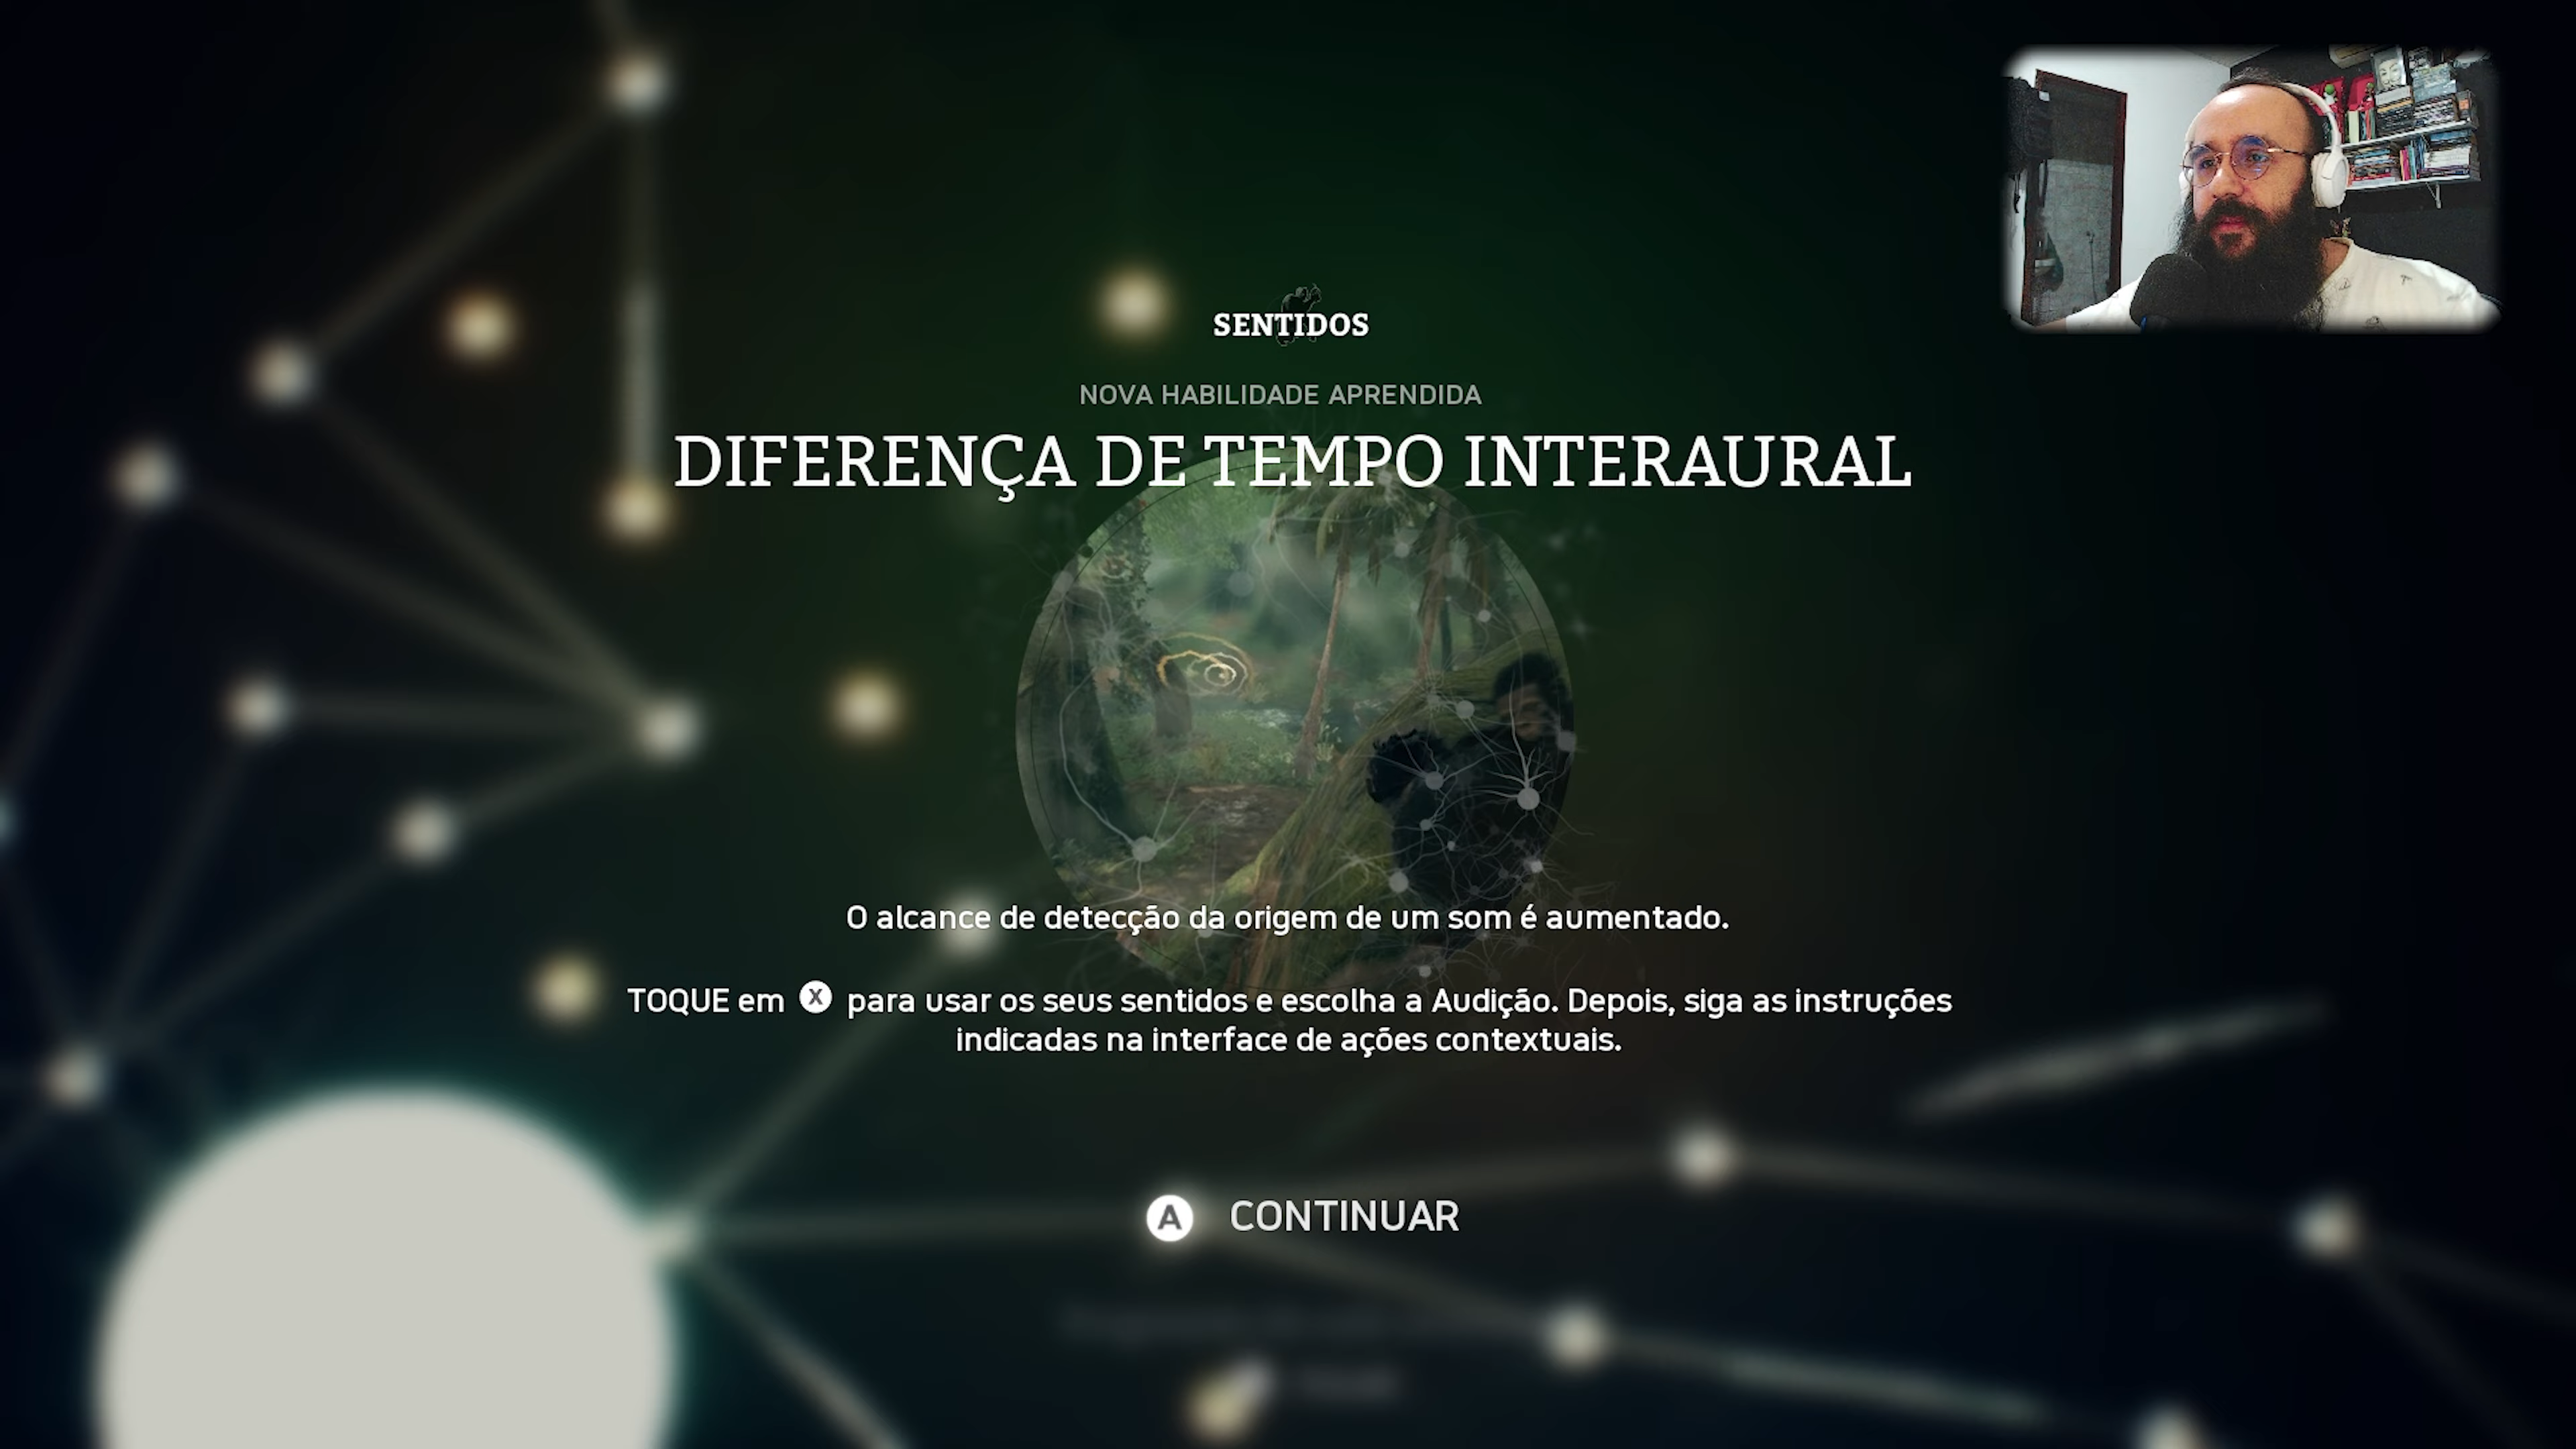 SENTIDOS
NOVA HABILIDADE APRENDIDA
DIFERENÇA DE TEMPO INTERAURAL
O alcance de detecção da origem de um som é aumentado.
TOQUE em X para usar os seus sentidos e escolha a Audição. Depois, siga as instruções
indicadas na interface de ações contextuais.
A CONTINUAR